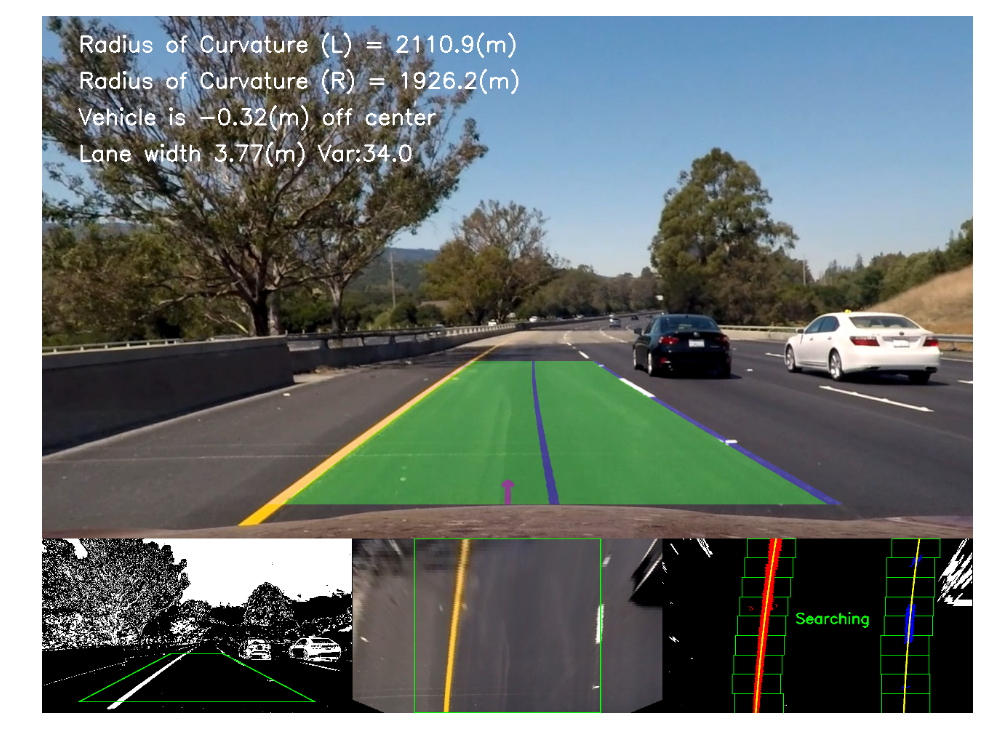 Radius of Curvature (L) = 2110.9(m)
Radius of Curvature (R) = 1926.2(m)
Vehicle is −0.32(m) off center
Lane width 3.77(m) Var:34.0
Searching